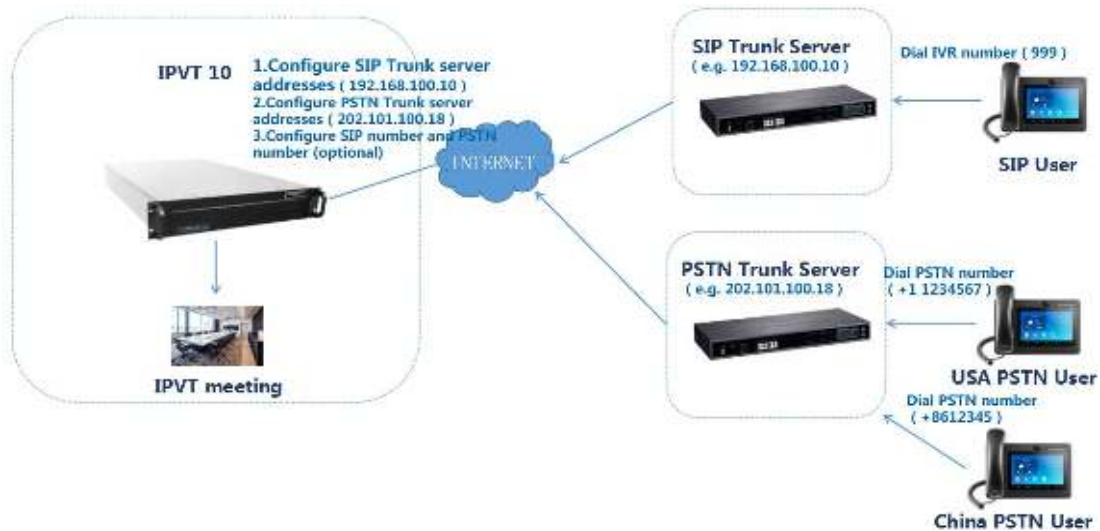 IPVT 10
1.Configure SIP Trunk server
addresses ( 192.168.100.10 )
2.Configure PSTN Trunk server
addresses ( 202.101.100.18 )
3.Configure SIP number and PSTN
number (optional)
INTERNET
IPVT meeting
SIP Trunk Server
( e.g. 192.168.100.10 )
Dial IVR number ( 999 )
SIP User
PSTN Trunk Server
( e.g. 202.101.100.18 )
Dial PSTN number
( +1 1234567 )
USA PSTN User
Dial PSTN number
( +8612345 )
China PSTN User